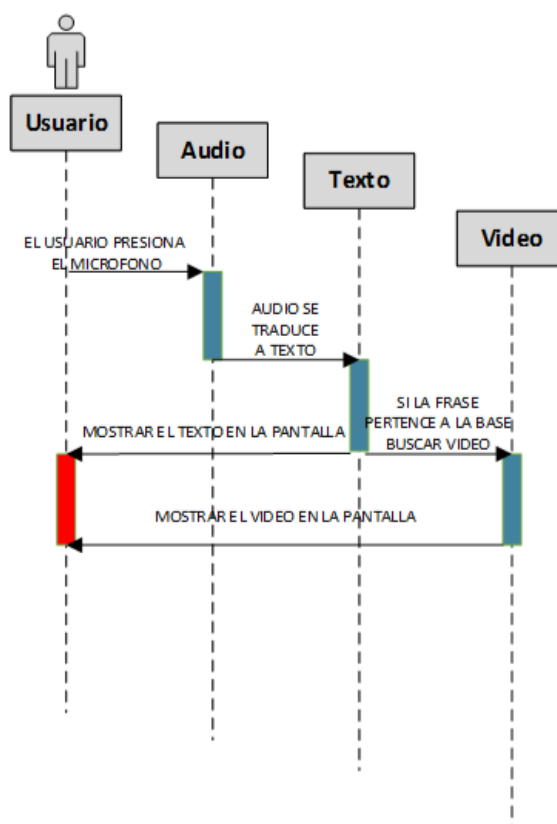 Usuario
Audio
Texto
Video
EL USUARIO PRESIONA
EL MICROFONO
AUDIO SE
TRADUCE
A TEXTO
SI LA FRASE
PERTENCE A LA BASE
BUSCAR VIDEO
MOSTRAR EL TEXTO EN LA PANTALLA
MOSTRAR EL VIDEO EN LA PANTALLA